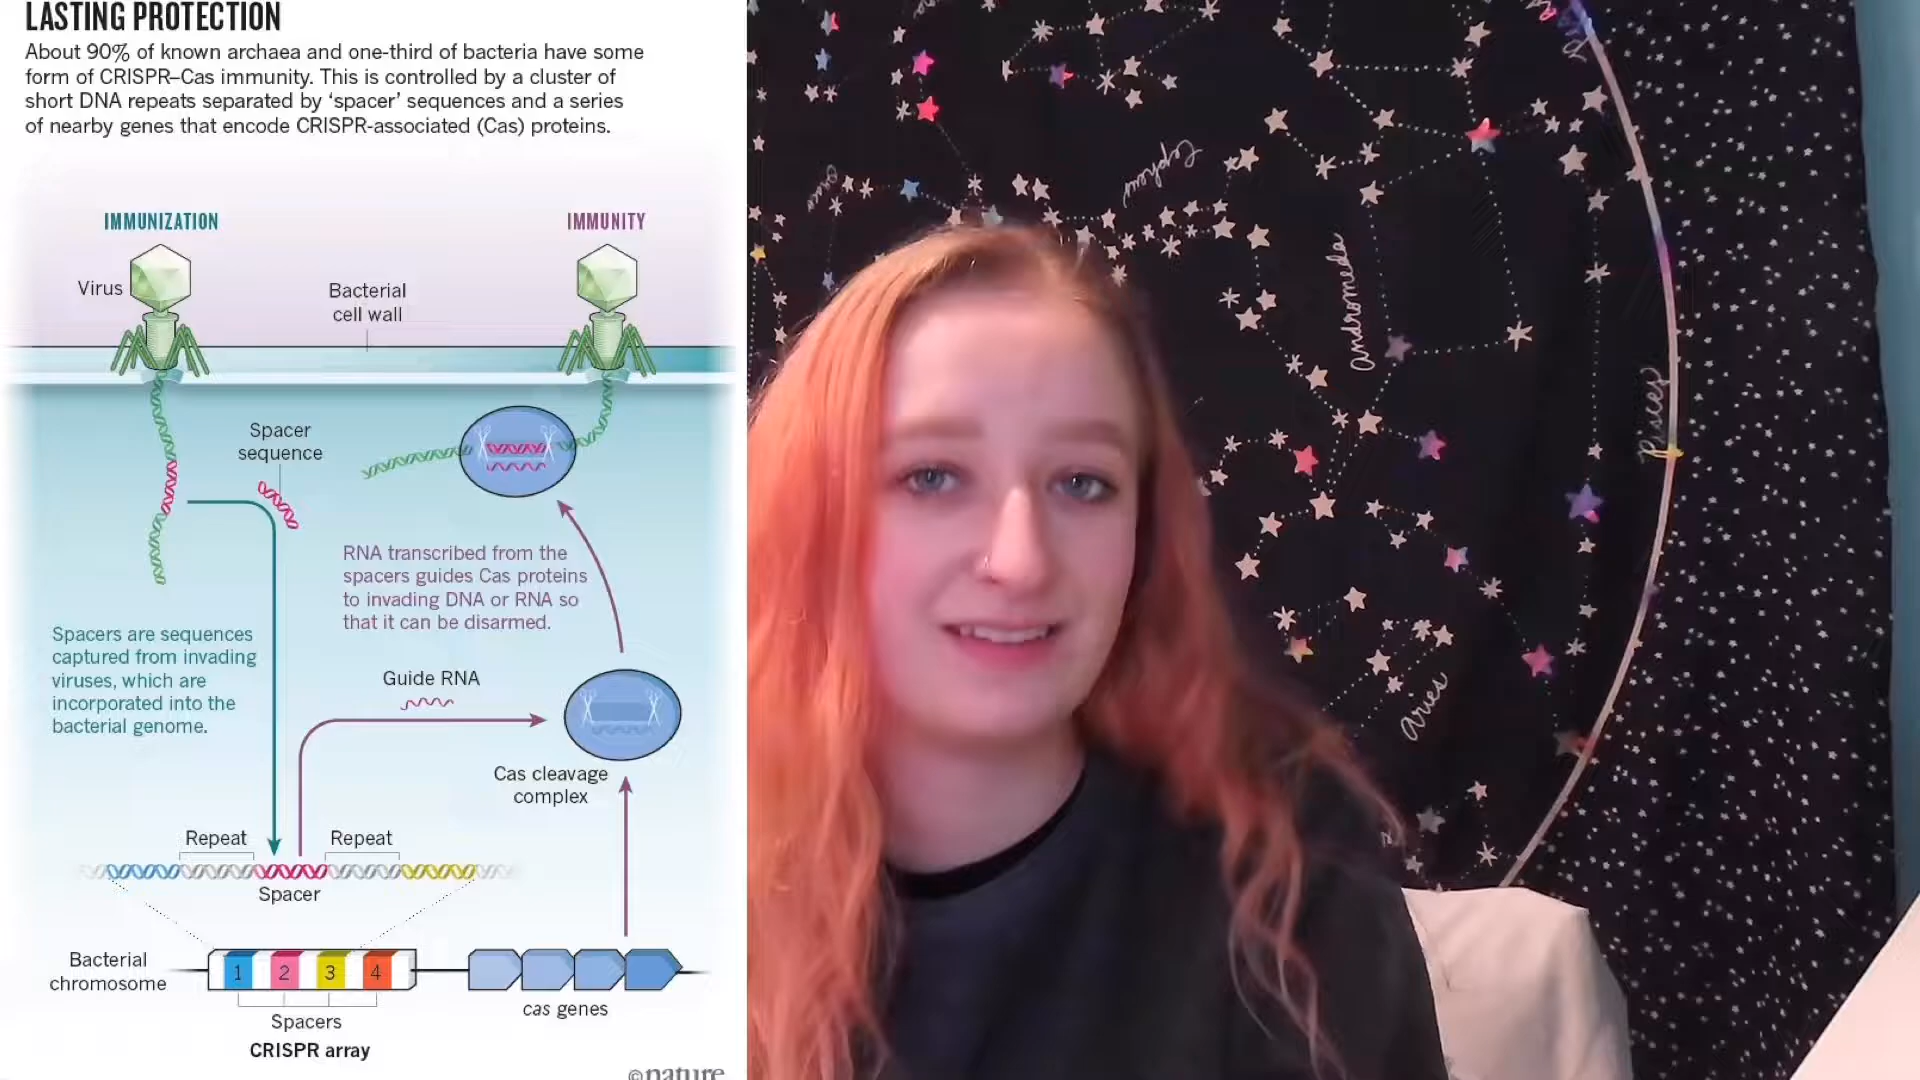 LASTING PROTECTION
About 90% of known archaea and one-third of bacteria have some
form of CRISPR–Cas immunity. This is controlled by a cluster of
short DNA repeats separated by ‘spacer’ sequences and a series
of nearby genes that encode CRISPR-associated (Cas) proteins.
IMMUNIZATION
IMMUNITY
Virus
Bacterial
cell wall
Spacer
sequence
RNA transcribed from the
spacers guides Cas proteins
to invading DNA or RNA so
that it can be disarmed.
Spacers are sequences
captured from invading
viruses, which are
incorporated into the
bacterial genome.
Guide RNA
Cas cleavage
complex
Repeat
Repeat
Spacer
Bacterial
chromosome
1 2 3 4
Spacers
cas genes
CRISPR array
©nature
Cepheus
andromeda
Pisces
Aries